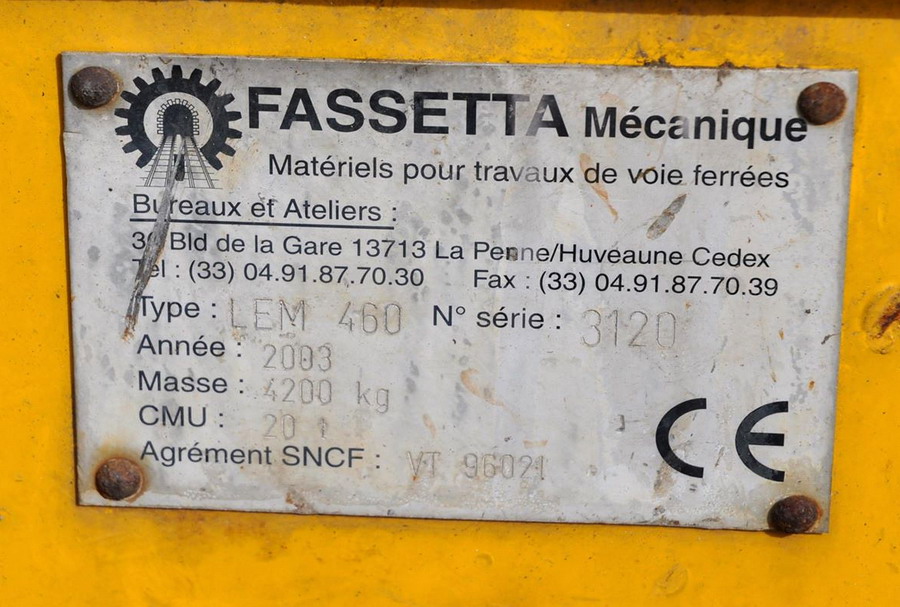 FASSETTA Mécanique
Matériels pour travaux de voie ferrées
Bureaux et Ateliers :
Bld de la Gare 13713 La Penne/Huveaune Cedex
Tél : (33) 04.91.87.70.30 Fax : (33) 04.91.87.70.39
Type : LEM 460 N° série : 3120
Année : 2003
Masse : 4200 kg
CMU : 20 t
Agrément SNCF : VT 96021
CE